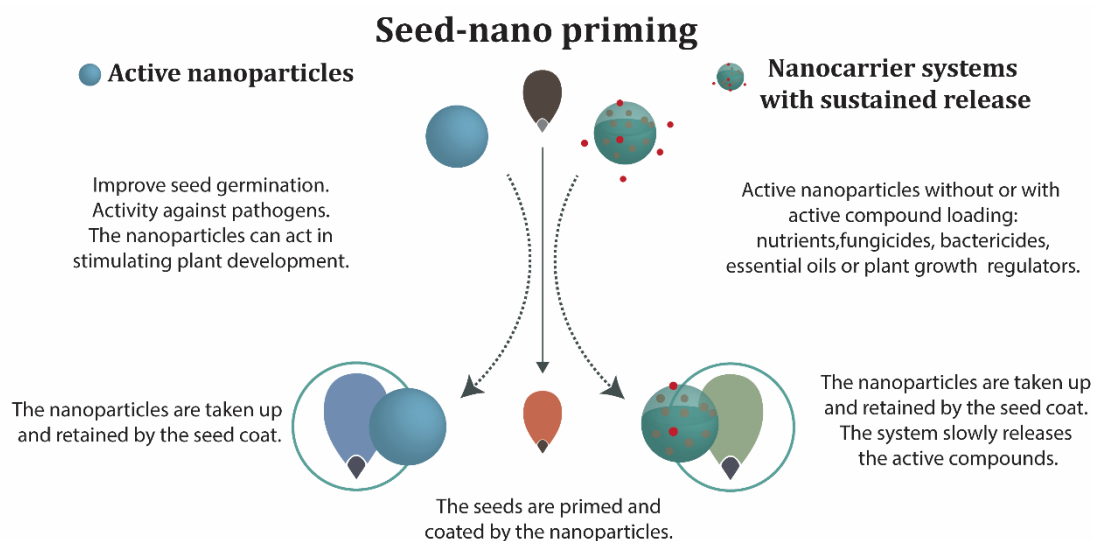 Seed-nano priming
Active nanoparticles
Nanocarrier systems
with sustained release
Improve seed germination.
Activity against pathogens.
The nanoparticles can act in
stimulating plant development.
Active nanoparticles without or with
active compound loading:
nutrients,fungicides, bactericides,
essential oils or plant growth regulators.
The nanoparticles are taken up
and retained by the seed coat.
The nanoparticles are taken up
and retained by the seed coat.
The system slowly releases
the active compounds.
The seeds are primed and
coated by the nanoparticles.